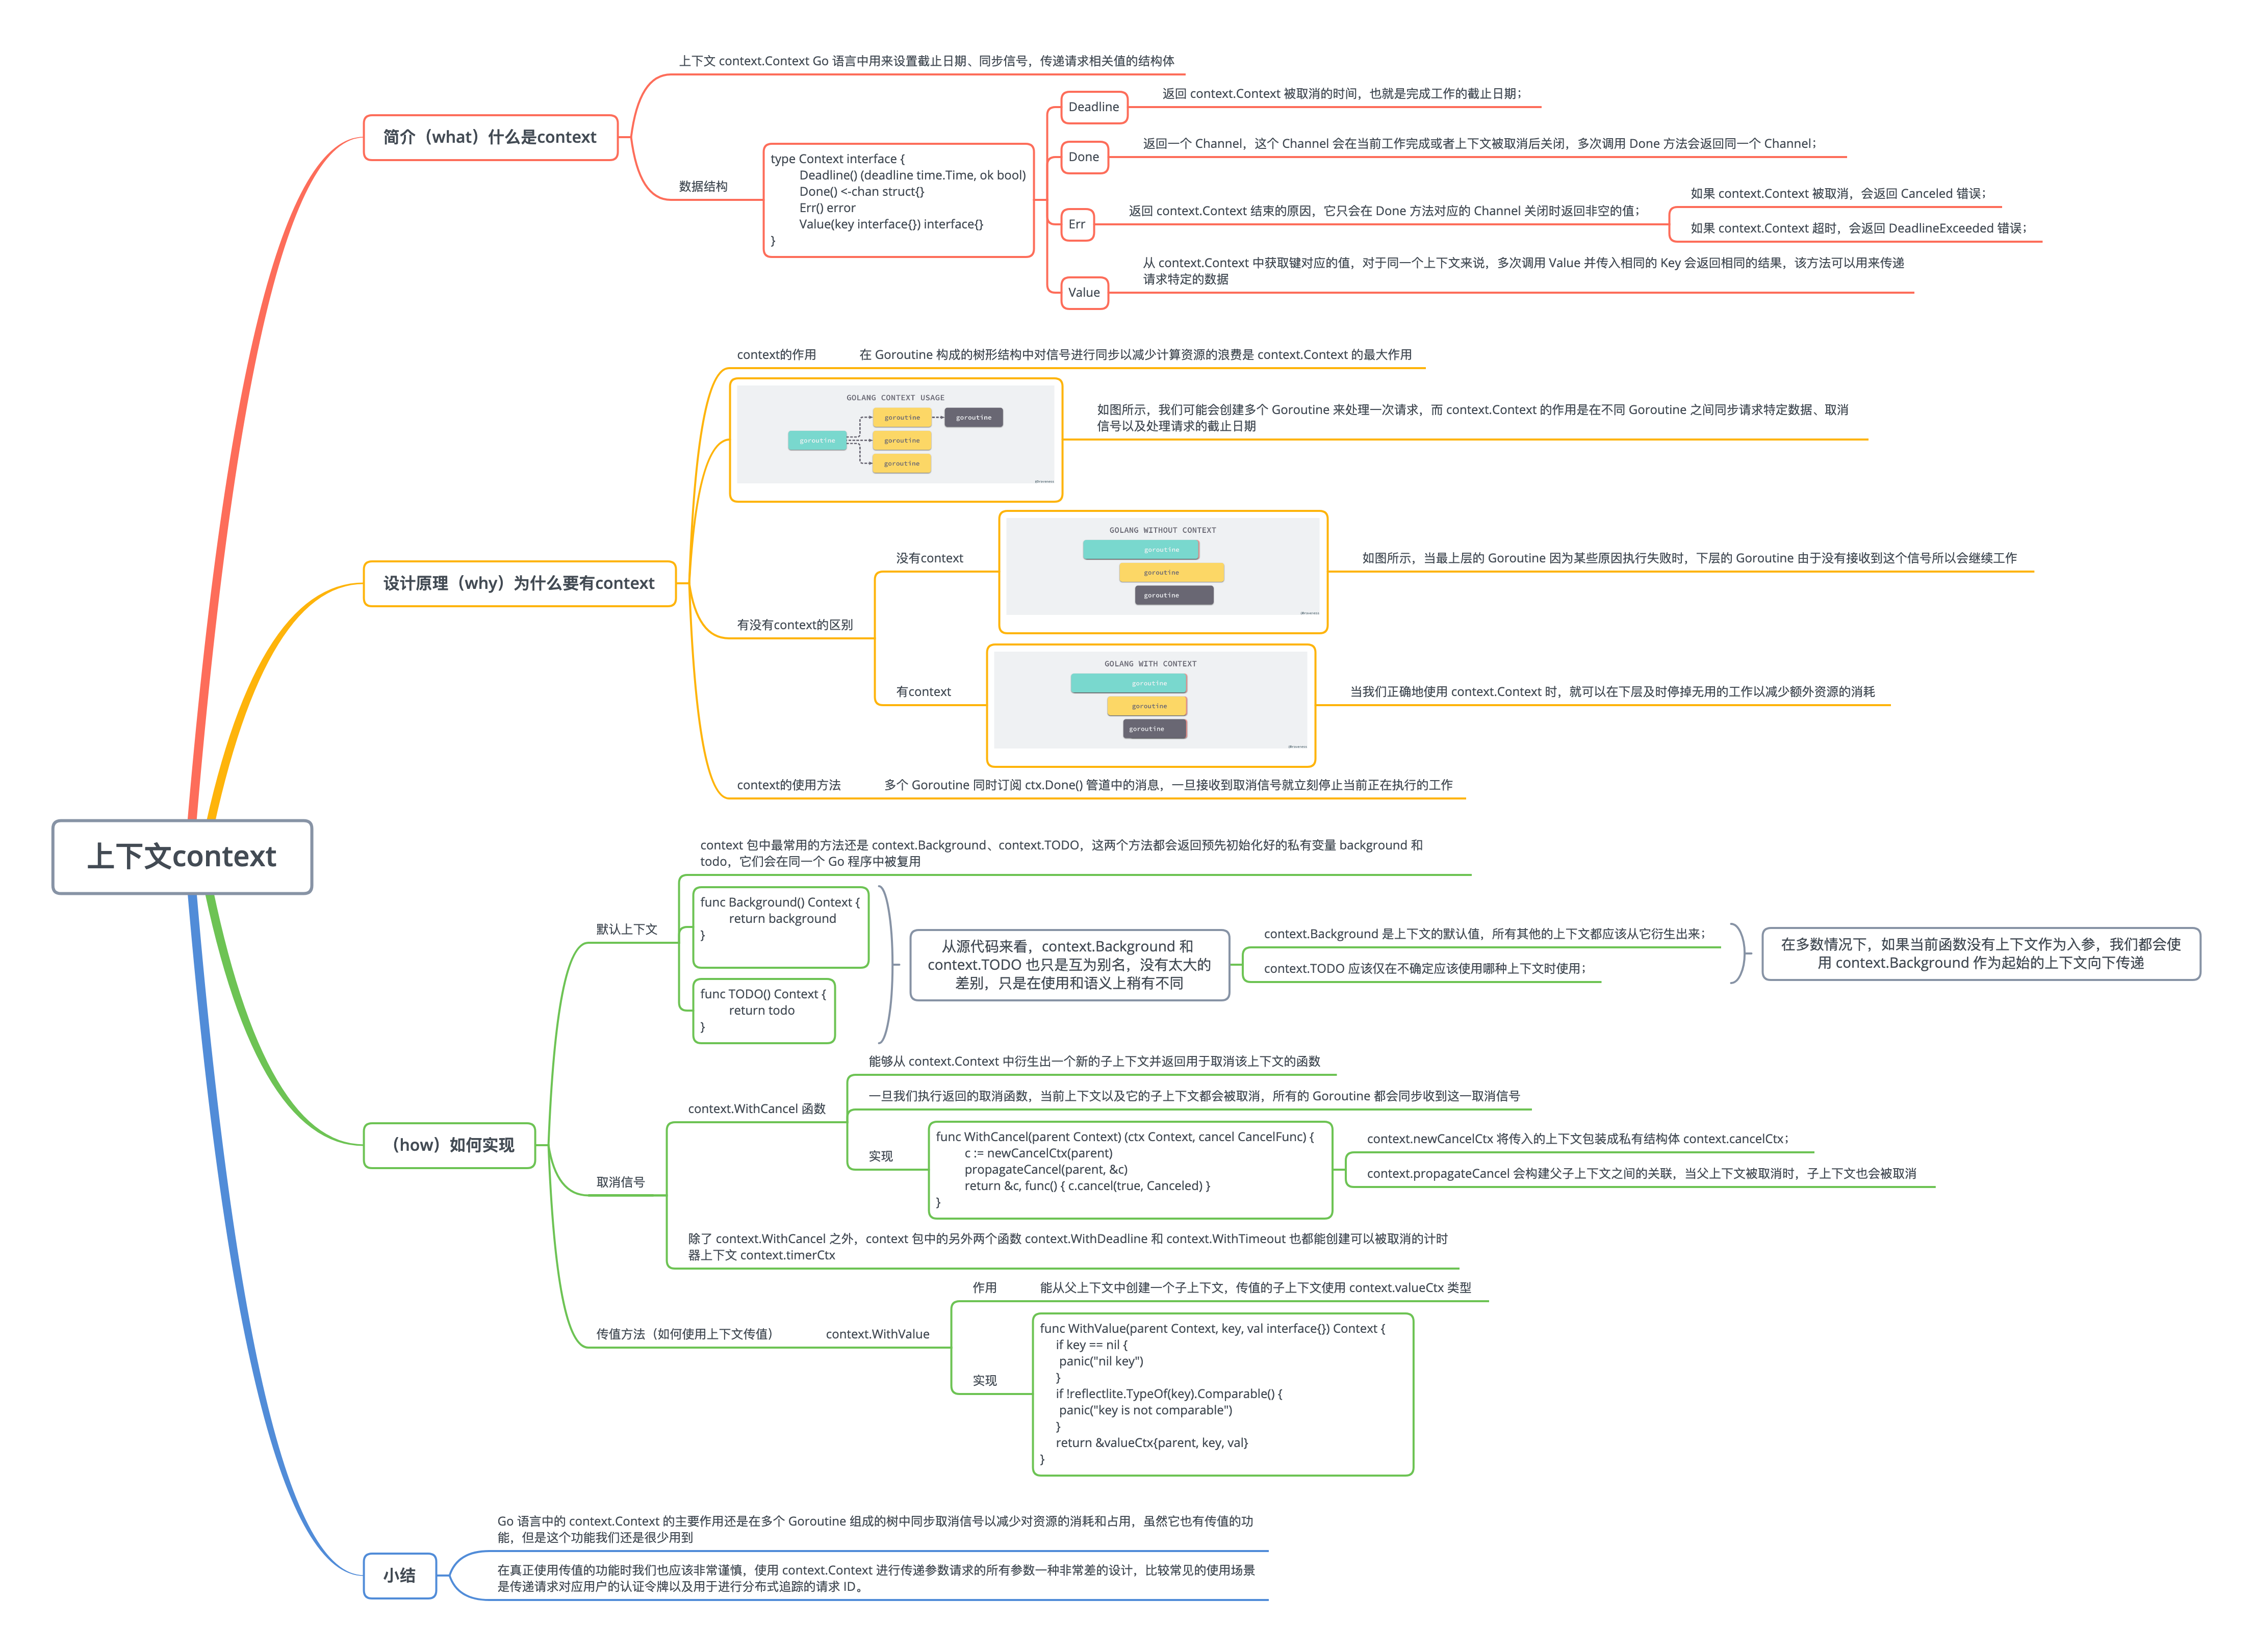 上下文context
简介（what）什么是context
上下文 context.Context Go 语言中用来设置截止日期、同步信号，传递请求相关值的结构体
数据结构
type Context interface {
Deadline() (deadline time.Time, ok bool)
Done() <-chan struct{}
Err() error
Value(key interface{}) interface{}
}
Deadline
返回 context.Context 被取消的时间，也就是完成工作的截止日期；
Done
返回一个 Channel，这个 Channel 会在当前工作完成或者上下文被取消后关闭，多次调用 Done 方法会返回同一个 Channel；
Err
返回 context.Context 结束的原因，它只会在 Done 方法对应的 Channel 关闭时返回非空的值；
如果 context.Context 被取消，会返回 Canceled 错误；
如果 context.Context 超时，会返回 DeadlineExceeded 错误；
Value
从 context.Context 中获取键对应的值，对于同一个上下文来说，多次调用 Value 并传入相同的 Key 会返回相同的结果，该方法可以用来传递
请求特定的数据
设计原理（why）为什么要有context
context的作用
在 Goroutine 构成的树形结构中对信号进行同步以减少计算资源的浪费是 context.Context 的最大作用
GOLANG CONTEXT USAGE
goroutine
goroutine
goroutine
goroutine
goroutine
如图所示，我们可能会创建多个 Goroutine 来处理一次请求，而 context.Context 的作用是在不同 Goroutine 之间同步请求特定数据、取消
信号以及处理请求的截止日期
有没有context的区别
没有context
GOLANG WITHOUT CONTEXT
goroutine
goroutine
goroutine
如图所示，当最上层的 Goroutine 因为某些原因执行失败时，下层的 Goroutine 由于没有接收到这个信号所以会继续工作
有context
GOLANG WITH CONTEXT
goroutine
goroutine
goroutine
当我们正确地使用 context.Context 时，就可以在下层及时停掉无用的工作以减少额外资源的消耗
context的使用方法
多个 Goroutine 同时订阅 ctx.Done() 管道中的消息，一旦接收到取消信号就立刻停止当前正在执行的工作
（how）如何实现
默认上下文
context 包中最常用的方法还是 context.Background、context.TODO，这两个方法都会返回预先初始化好的私有变量 background 和
todo，它们会在同一个 Go 程序中被复用
func Background() Context {
return background
}
func TODO() Context {
return todo
}
从源代码来看，context.Background 和
context.TODO 也只是互为别名，没有太大的
差别，只是在使用和语义上稍有不同
context.Background 是上下文的默认值，所有其他的上下文都应该从它衍生出来；
context.TODO 应该仅在不确定应该使用哪种上下文时使用；
在多数情况下，如果当前函数没有上下文作为入参，我们都会使
用 context.Background 作为起始的上下文向下传递
取消信号
context.WithCancel 函数
能够从 context.Context 中衍生出一个新的子上下文并返回用于取消该上下文的函数
一旦我们执行返回的取消函数，当前上下文以及它的子上下文都会被取消，所有的 Goroutine 都会同步收到这一取消信号
实现
func WithCancel(parent Context) (ctx Context, cancel CancelFunc) {
c := newCancelCtx(parent)
propagateCancel(parent, &c)
return &c, func() { c.cancel(true, Canceled) }
}
context.newCancelCtx 将传入的上下文包装成私有结构体 context.cancelCtx；
context.propagateCancel 会构建父子上下文之间的关联，当父上下文被取消时，子上下文也会被取消
除了 context.WithCancel 之外，context 包中的另外两个函数 context.WithDeadline 和 context.WithTimeout 也都能创建可以被取消的计时
器上下文 context.timerCtx
传值方法（如何使用上下文传值）
context.WithValue
作用
能从父上下文中创建一个子上下文，传值的子上下文使用 context.valueCtx 类型
实现
func WithValue(parent Context, key, val interface{}) Context {
if key == nil {
panic("nil key")
}
if !reflectlite.TypeOf(key).Comparable() {
panic("key is not comparable")
}
return &valueCtx{parent, key, val}
}
小结
Go 语言中的 context.Context 的主要作用还是在多个 Goroutine 组成的树中同步取消信号以减少对资源的消耗和占用，虽然它也有传值的功
能，但是这个功能我们还是很少用到
在真正使用传值的功能时我们也应该非常谨慎，使用 context.Context 进行传递参数请求的所有参数一种非常差的设计，比较常见的使用场景
是传递请求对应用户的认证令牌以及用于进行分布式追踪的请求 ID。